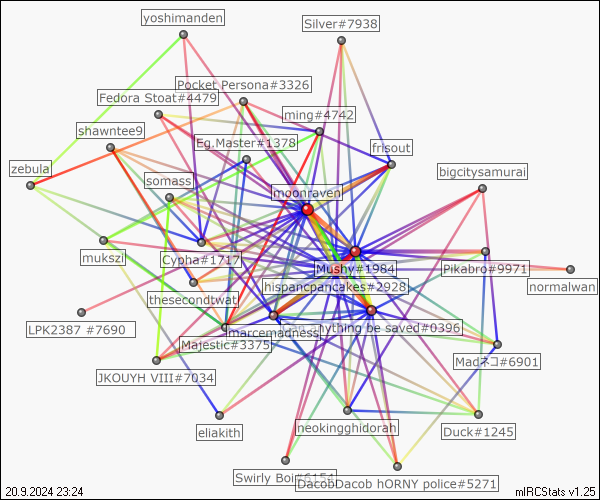 yoshimanden
Silver#7938
Pocket Persona#3326
Fedora Stoat#4479
ming#4742
shawntee9
Eg.Master#1378
frisout
zebula
bigcitysamurai
somass
moonraven
mukszi
Cypha#1717
Mushy#1984
Pikabro#9971
normalwan
hispancpancakes#2928
thesecondtwat
LPK2387 #7690
marcemadness
anything be saved#0396
Majestic#3375
Madネコ#6901
JKOUYH VIII#7034
eliakith
neokingghidorah
Duck#1245
Swirly Boi#6154
DacobDacob hORNY police#5271
20.9.2024 23:24
mIRCStats v1.25